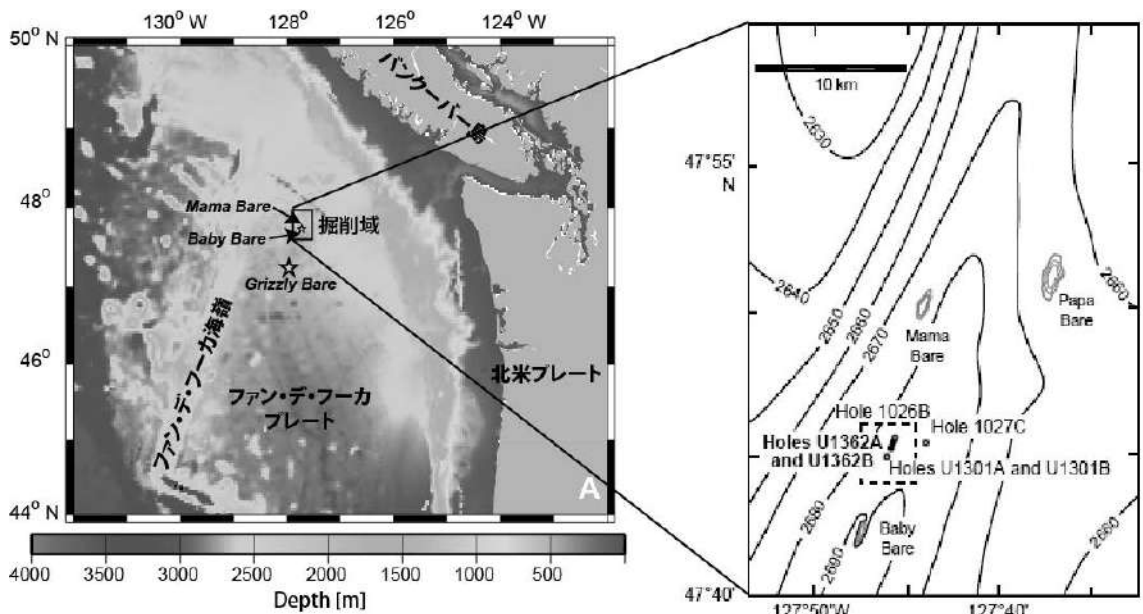 130° W 128° 126° 124° W
50° N
48°
46°
44° N
バンクーバー島
Mama Bare
Baby Bare
掘削域
Grizzly Bare
ファン・デ・フーカ海嶺
北米プレート
ファン・デ・フーカ
プレート
A
4000 3500 3000 2500 2000 1500 1000 500
Depth [m]
10 km
2630
47°55'
N
2640
2650
2660
2670
2660
Papa
Bare
Mama
Bare
Hole 1026B
Hole 1027C
Holes U1362A
and U1362B
Holes U1301A and U1301B
2680
2690
Baby
Bare
2660
47°40'
127°50' W
127°40'